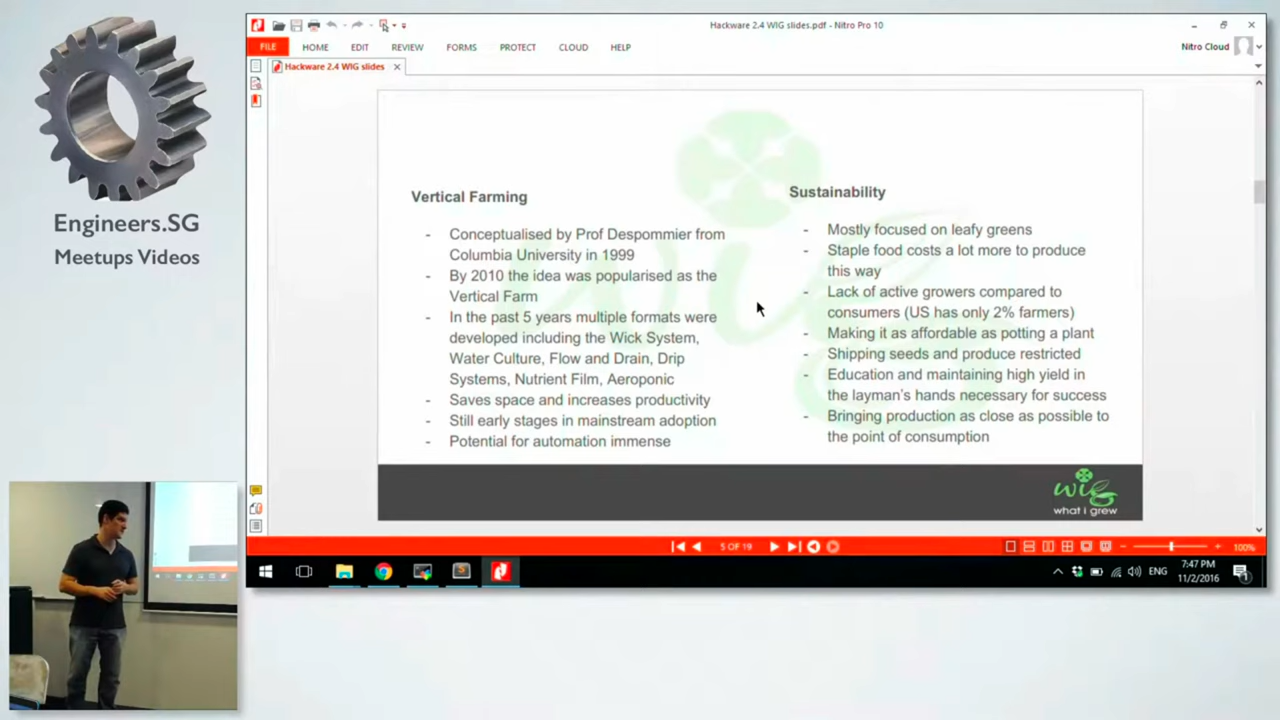 Engineers.SG
Meetups Videos
Hackware 2.4 WIG slides.pdf - Nitro Pro 10
FILE
HOME
EDIT
REVIEW
FORMS
PROTECT
CLOUD
HELP
Nitro Cloud
Hackware 2.4 WIG slides
Vertical Farming
- Conceptualised by Prof Despommier from
Columbia University in 1999
- By 2010 the idea was popularised as the
Vertical Farm
- In the past 5 years multiple formats were
developed including the Wick System,
Water Culture, Flow and Drain, Drip
Systems, Nutrient Film, Aeroponic
- Saves space and increases productivity
- Still early stages in mainstream adoption
- Potential for automation immense
Sustainability
- Mostly focused on leafy greens
- Staple food costs a lot more to produce
this way
- Lack of active growers compared to
consumers (US has only 2% farmers)
- Making it as affordable as potting a plant
- Shipping seeds and produce restricted
- Education and maintaining high yield in
the layman's hands necessary for success
- Bringing production as close as possible to
the point of consumption
wig
what i grew
5 OF 19
100%
ENG
7:47 PM
11/2/2016